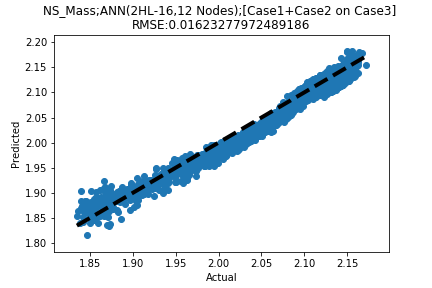 NS_Mass;ANN(2HL-16,12 Nodes);[Case1+Case2 on Case3]
RMSE:0.01623277972489186
2.20
2.15
2.10
2.05
2.00
1.95
1.90
1.85
1.80
Predicted
1.85 1.90 1.95 2.00 2.05 2.10 2.15
Actual